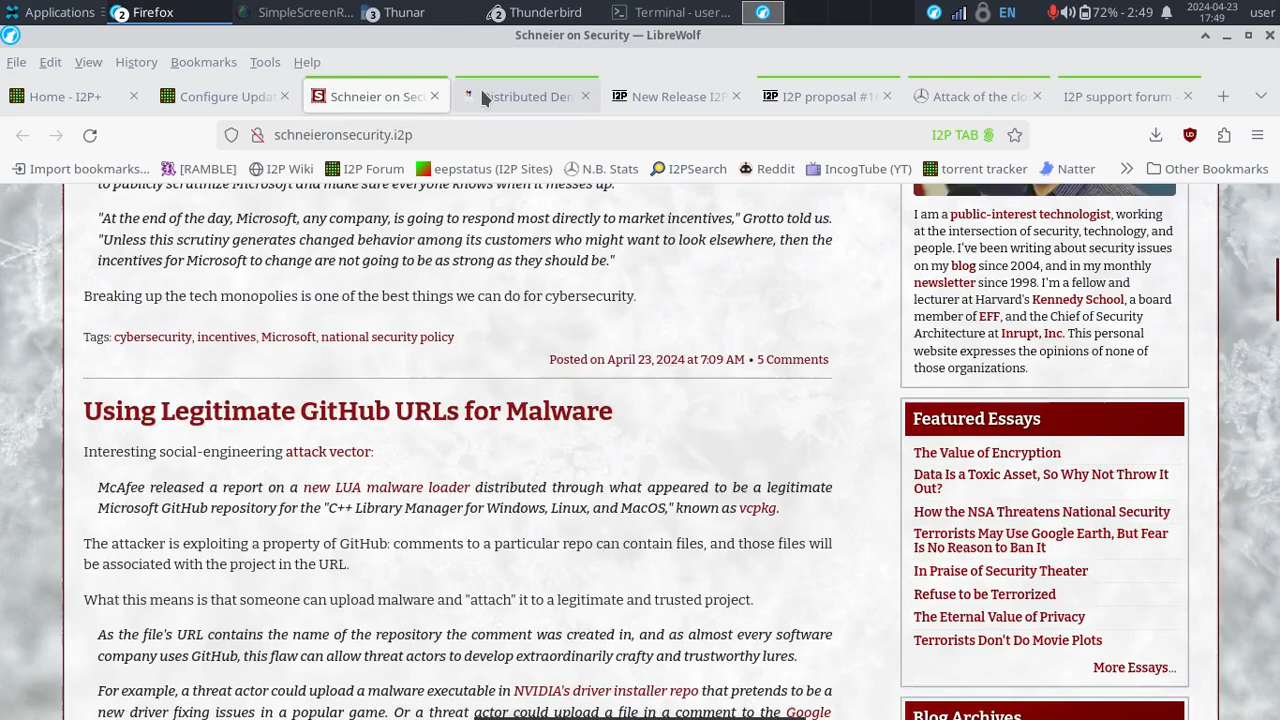 Applications
2 Firefox
SimpleScreenR...
3 Thunar
2 Thunderbird
Terminal - user...
EN
72% - 2:49
2024-04-23
17:49
user
Schneier on Security — LibreWolf
File Edit View History Bookmarks Tools Help
Home - I2P+
Configure Updat
Schneier on Sec
istributed Den
New Release I2P
I2P proposal #16
Attack of the clo
I2P support forum -
schneieronsecurity.i2p
I2P TAB
Import bookmarks...
[RAMBLE]
I2P Wiki
I2P Forum
eepstatus (I2P Sites)
N.B. Stats
I2PSearch
Reddit
IncogTube (YT)
torrent tracker
Natter
Other Bookmarks
to publicly scrutinize Microsoft and make sure everyone knows when it messes up.
"At the end of the day, Microsoft, any company, is going to respond most directly to market incentives," Grotto told us.
"Unless this scrutiny generates changed behavior among its customers who might want to look elsewhere, then the
incentives for Microsoft to change are not going to be as strong as they should be."
Breaking up the tech monopolies is one of the best things we can do for cybersecurity.
Tags: cybersecurity, incentives, Microsoft, national security policy
Posted on April 23, 2024 at 7:09 AM • 5 Comments
Using Legitimate GitHub URLs for Malware
Interesting social-engineering attack vector:
McAfee released a report on a new LUA malware loader distributed through what appeared to be a legitimate
Microsoft GitHub repository for the "C++ Library Manager for Windows, Linux, and MacOS," known as vcpkg.
The attacker is exploiting a property of GitHub: comments to a particular repo can contain files, and those files will
be associated with the project in the URL.
What this means is that someone can upload malware and "attach" it to a legitimate and trusted project.
As the file's URL contains the name of the repository the comment was created in, and as almost every software
company uses GitHub, this flaw can allow threat actors to develop extraordinarily crafty and trustworthy lures.
For example, a threat actor could upload a malware executable in NVIDIA's driver installer repo that pretends to be a
new driver fixing issues in a popular game. Or a threat actor could upload a file in a comment to the Google
I am a public-interest technologist, working
at the intersection of security, technology, and
people. I've been writing about security issues
on my blog since 2004, and in my monthly
newsletter since 1998. I'm a fellow and
lecturer at Harvard's Kennedy School, a board
member of EFF, and the Chief of Security
Architecture at Inrupt, Inc. This personal
website expresses the opinions of none of
those organizations.
Featured Essays
The Value of Encryption
Data Is a Toxic Asset, So Why Not Throw It
Out?
How the NSA Threatens National Security
Terrorists May Use Google Earth, But Fear
Is No Reason to Ban It
In Praise of Security Theater
Refuse to be Terrorized
The Eternal Value of Privacy
Terrorists Don't Do Movie Plots
More Essays...
Blog Archives